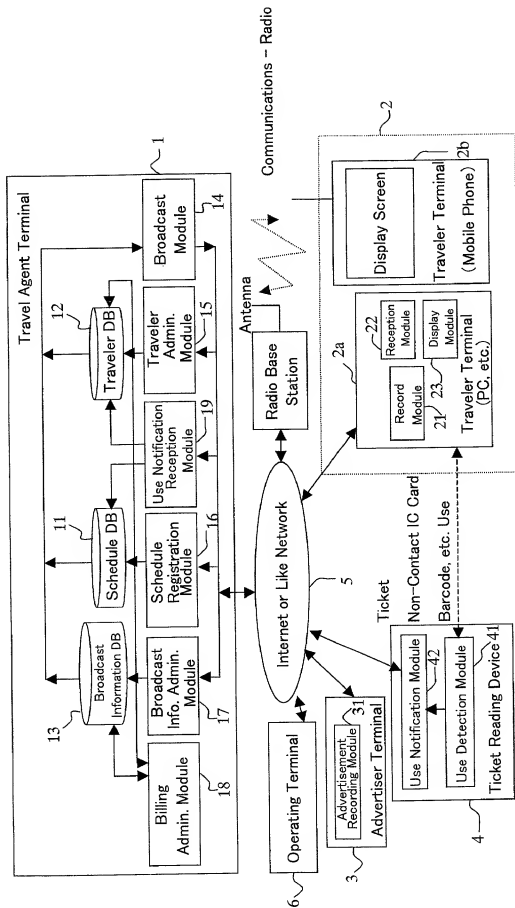 Travel Agent Terminal
1
13
Broadcast
Information DB
11
Schedule DB
12
Traveler DB
Billing
Admin. Module
18
Broadcast
Info. Admin.
Module
17
Schedule
Registration
Module
16
Use Notification
Reception
Module
19
Traveler
Admin.
Module
15
Broadcast
Module
14
Operating Terminal
6
Internet or Like Network
5
Radio Base
Station
Antenna
Communications – Radio
Advertisement
Recording Module
31
Advertiser Terminal
3
Ticket
Non-Contact IC Card
Barcode, etc. Use
Use Notification Module
42
Use Detection Module
41
Ticket Reading Device
4
2
2a
Record
Module
21
22
Reception
Module
23
Display
Module
Traveler Terminal
(PC, etc.)
2b
Display Screen
Traveler Terminal
(Mobile Phone)